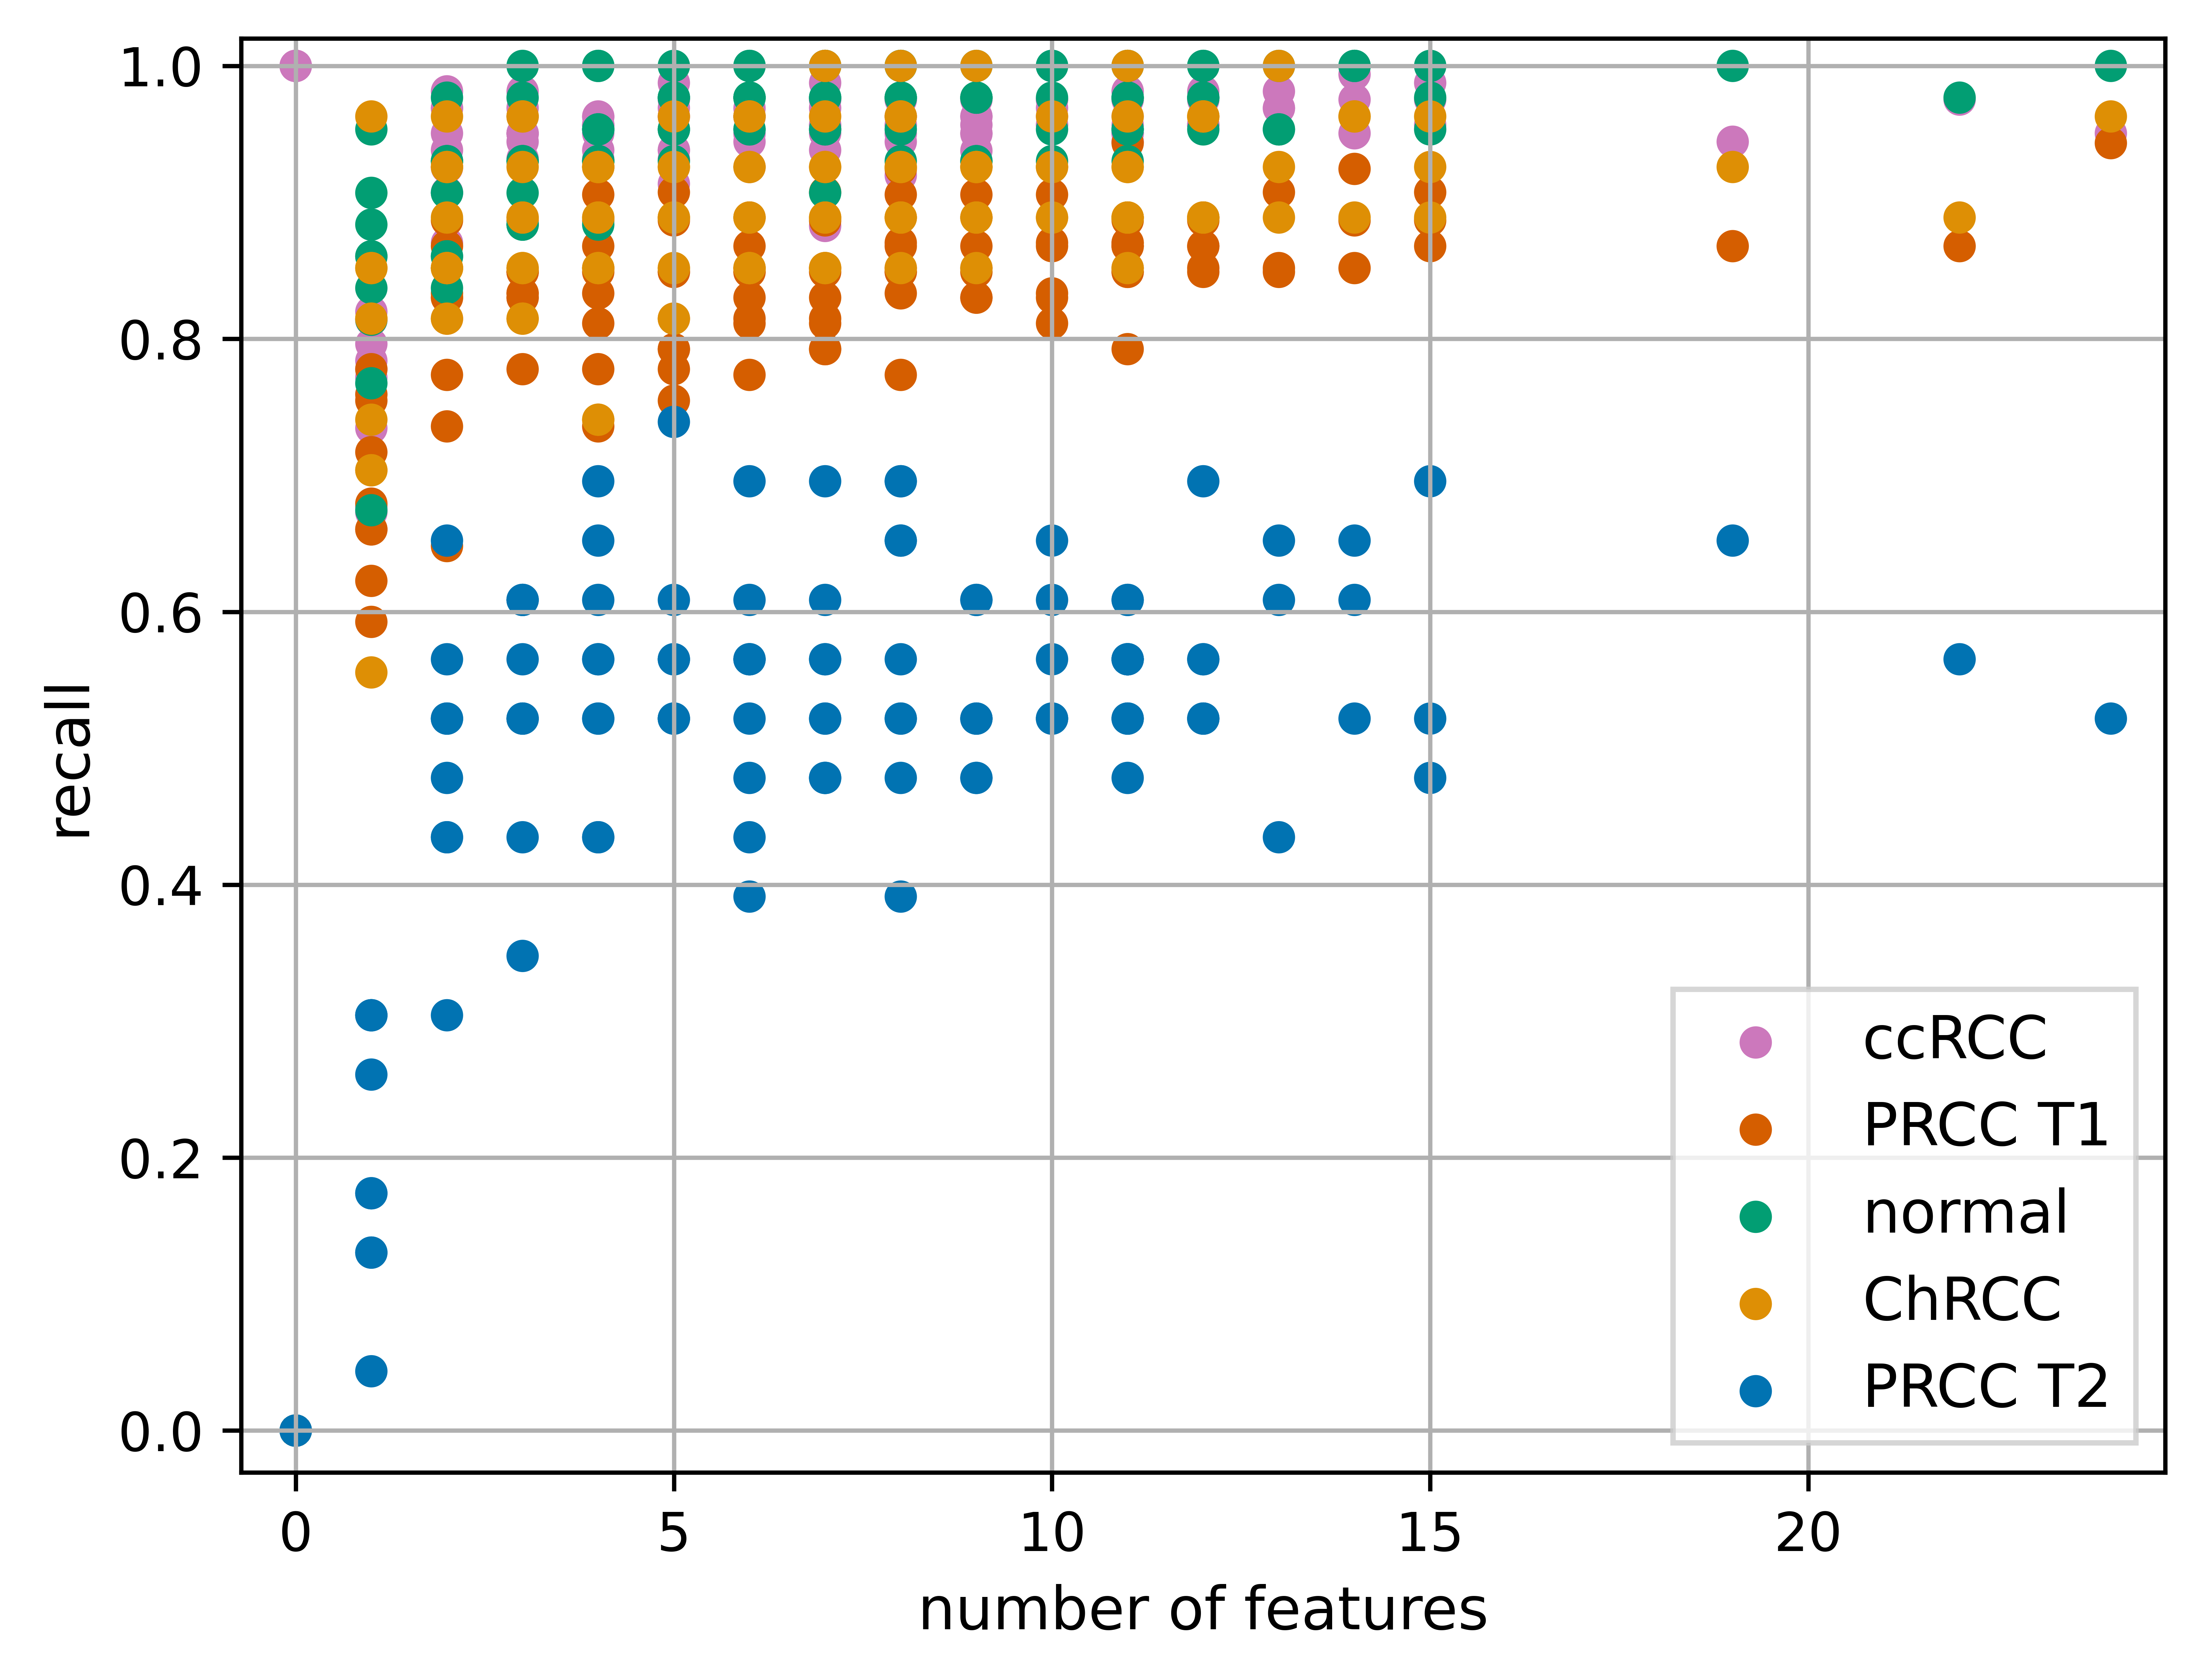 1.0
0.8
0.6
0.4
0.2
0.0
recall
0 5 10 15 20
number of features
ccRCC
PRCC T1
normal
ChRCC
PRCC T2